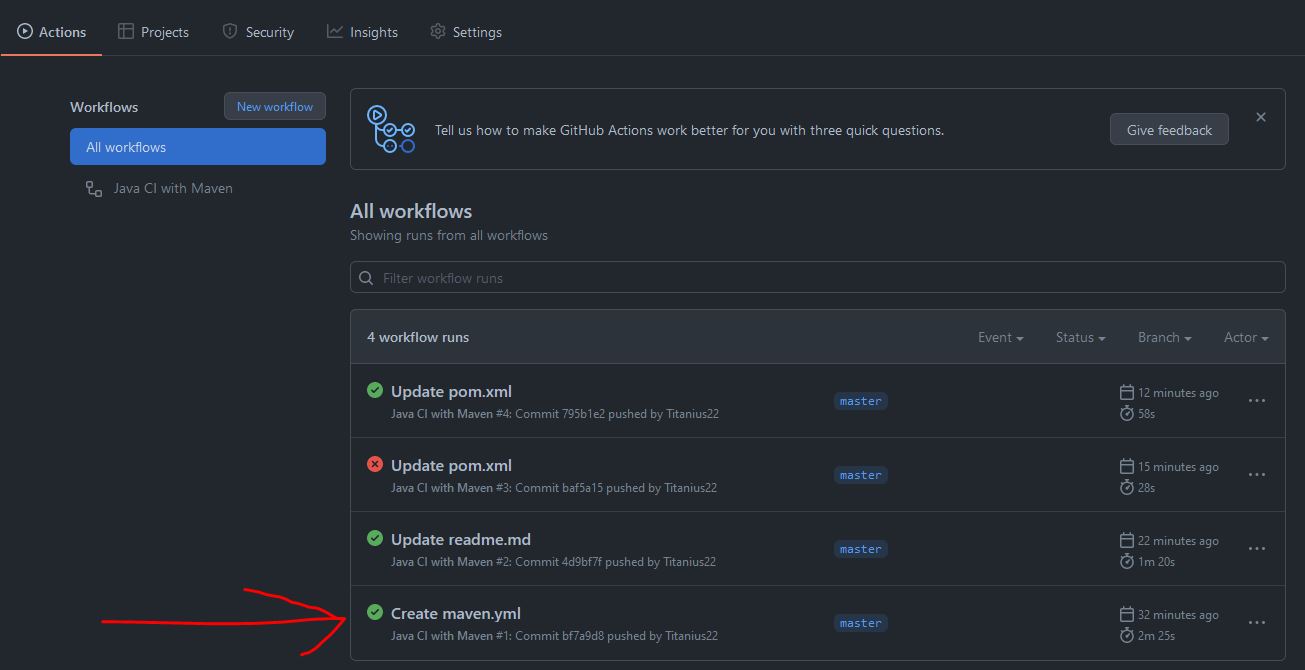 Actions Projects Security Insights Settings
Workflows
New workflow
All workflows
Java CI with Maven
Tell us how to make GitHub Actions work better for you with three quick questions.
Give feedback
All workflows
Showing runs from all workflows
Filter workflow runs
4 workflow runs Event Status Branch Actor
Update pom.xml
Java CI with Maven #4: Commit 795b1e2 pushed by Titanius22
master
12 minutes ago
58s
Update pom.xml
Java CI with Maven #3: Commit baf5a15 pushed by Titanius22
master
15 minutes ago
28s
Update readme.md
Java CI with Maven #2: Commit 4d9bf7f pushed by Titanius22
master
22 minutes ago
1m 20s
Create maven.yml
Java CI with Maven #1: Commit bf7a9d8 pushed by Titanius22
master
32 minutes ago
2m 25s